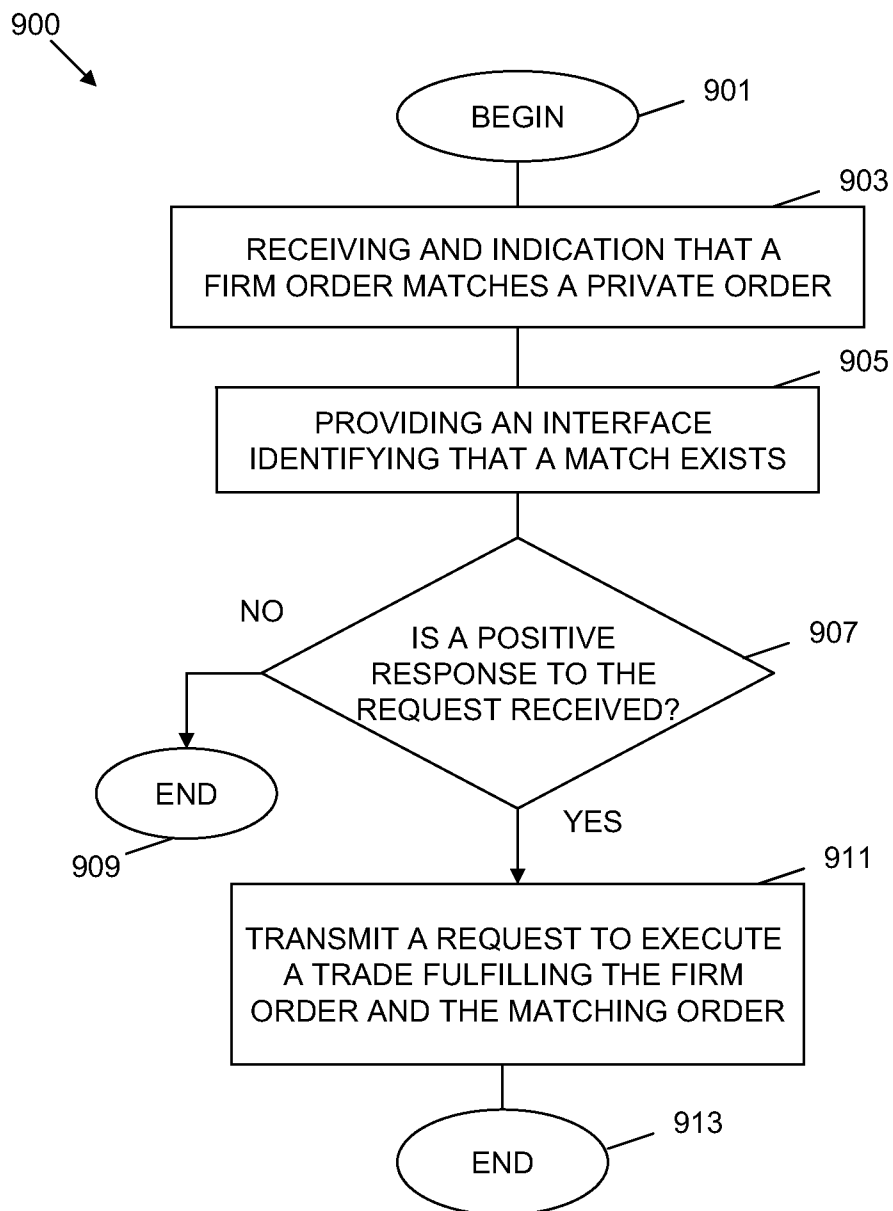 900
BEGIN
901
903
RECEIVING AND INDICATION THAT A
FIRM ORDER MATCHES A PRIVATE ORDER
905
PROVIDING AN INTERFACE
IDENTIFYING THAT A MATCH EXISTS
NO
IS A POSITIVE
RESPONSE TO THE
REQUEST RECEIVED?
907
END
909
YES
911
TRANSMIT A REQUEST TO EXECUTE
A TRADE FULFILLING THE FIRM
ORDER AND THE MATCHING ORDER
END
913